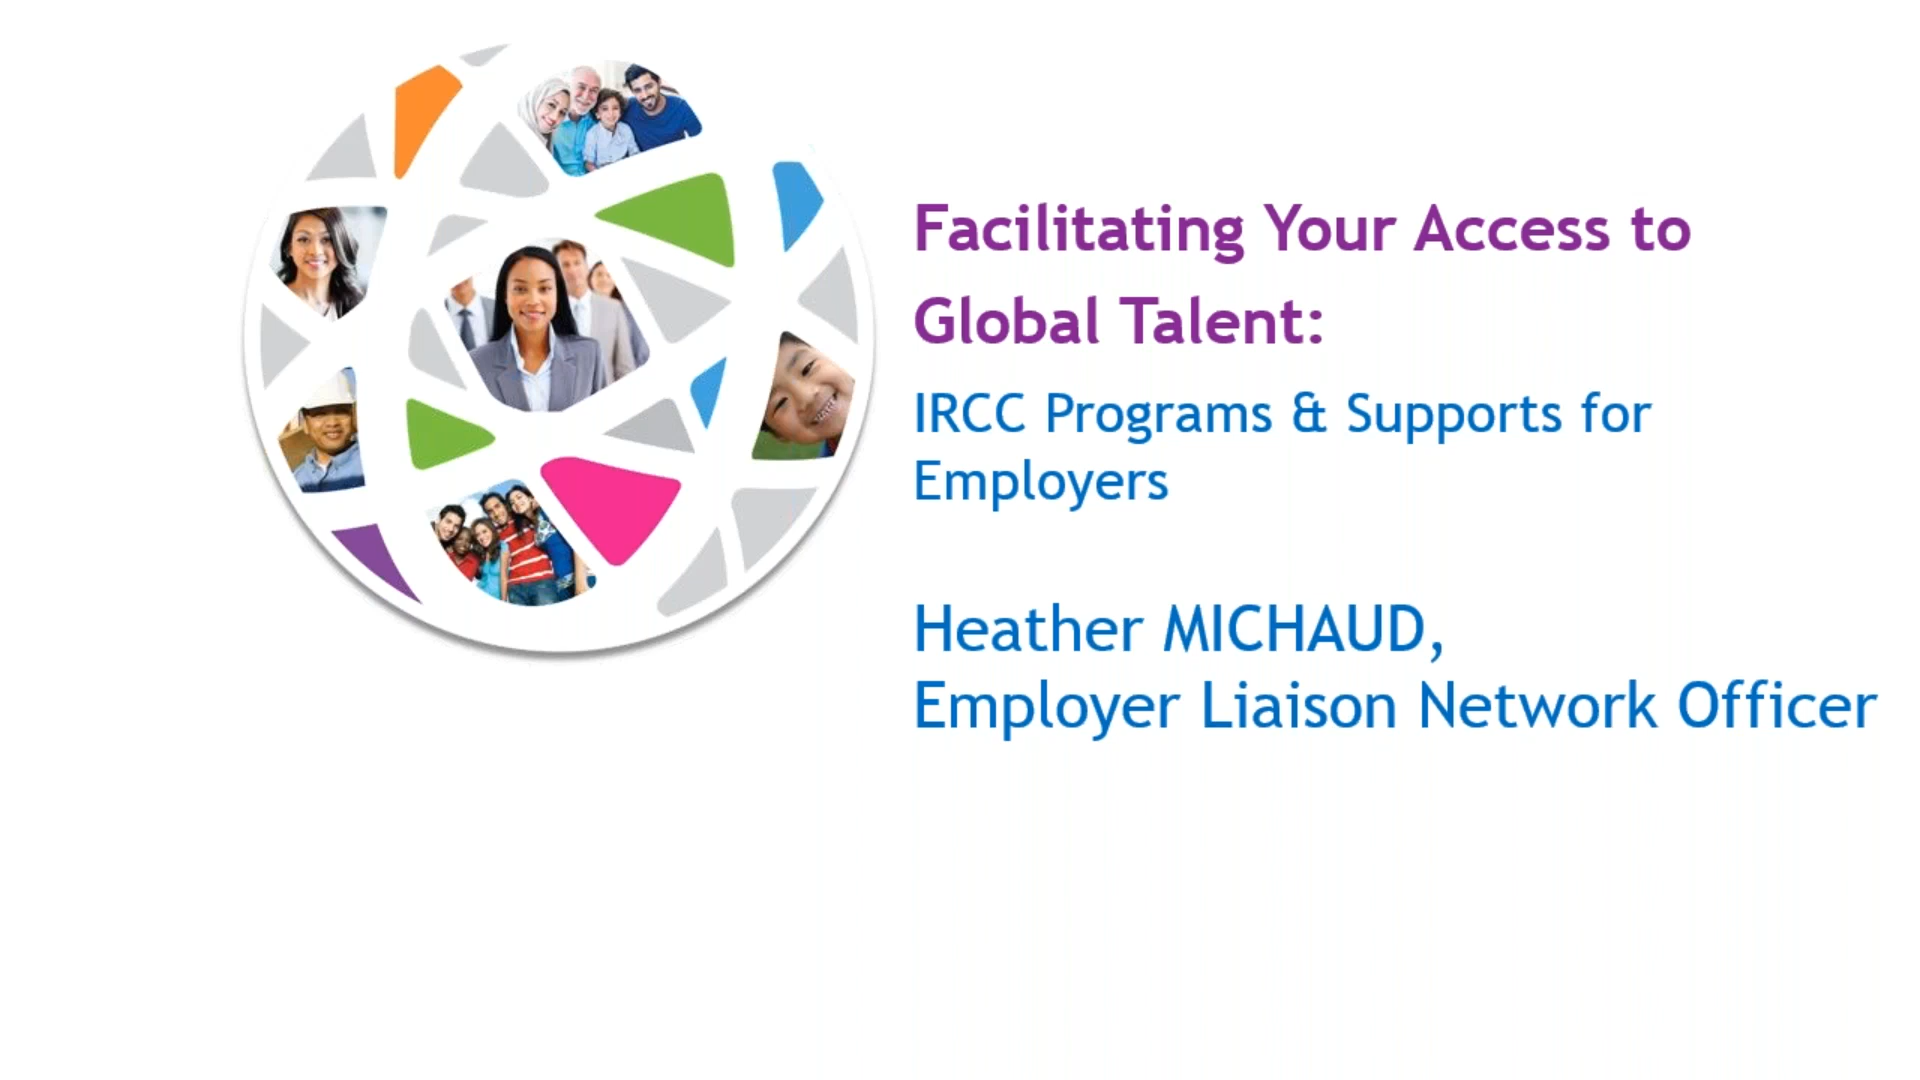 Facilitating Your Access to
Global Talent:
IRCC Programs & Supports for
Employers
Heather MICHAUD,
Employer Liaison Network Officer